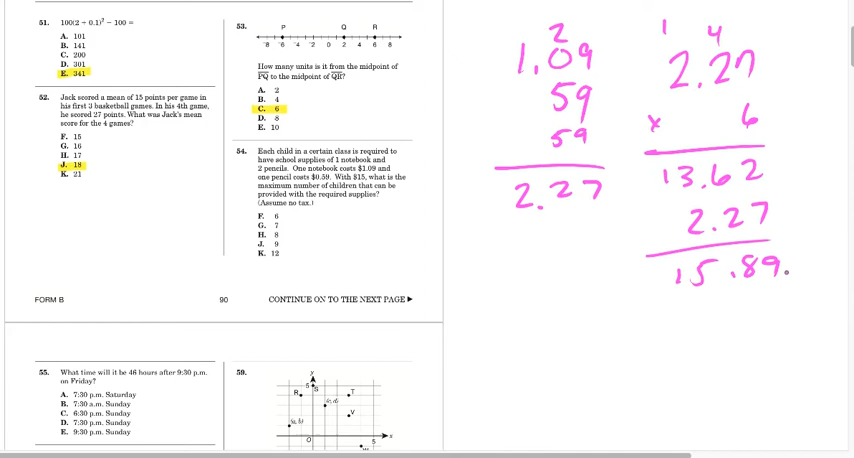 51. 100(2 + 0.1)² − 100 =
A. 101
B. 141
C. 200
D. 301
E. 341
52. Jack scored a mean of 15 points per game in
his first 3 basketball games. In his 4th game,
he scored 27 points. What was Jack's mean
score for the 4 games?
F. 15
G. 16
H. 17
J. 18
K. 21
53.
P Q R
-8 -6 -4 -2 0 2 4 6 8
How many units is it from the midpoint of
PQ to the midpoint of QR?
A. 2
B. 4
C. 6
D. 8
E. 10
54. Each child in a certain class is required to
have school supplies of 1 notebook and
2 pencils. One notebook costs $1.09 and
one pencil costs $0.59. With $15, what is the
maximum number of children that can be
provided with the required supplies?
(Assume no tax.)
F. 6
G. 7
H. 8
J. 9
K. 12
FORM B 90 CONTINUE ON TO THE NEXT PAGE ►
55. What time will it be 46 hours after 9:30 p.m.
on Friday?
A. 7:30 p.m. Saturday
B. 7:30 a.m. Sunday
C. 6:30 p.m. Sunday
D. 7:30 p.m. Sunday
E. 9:30 p.m. Sunday
59.
y
5 S
R T
(c, d)
V
(a, b)
O 5 x
2
1.09
59
59
2.27
1 4
2.27
x 6
13.62
2.27
15.89